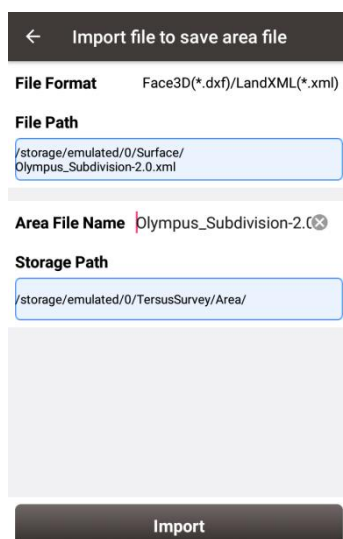 Import file to save area file
File Format Face3D(*.dxf)/LandXML(*.xml)
File Path
/storage/emulated/0/Surface/
Olympus_Subdivision-2.0.xml
Area File Name Olympus_Subdivision-2.0
Storage Path
/storage/emulated/0/TersusSurvey/Area/
Import